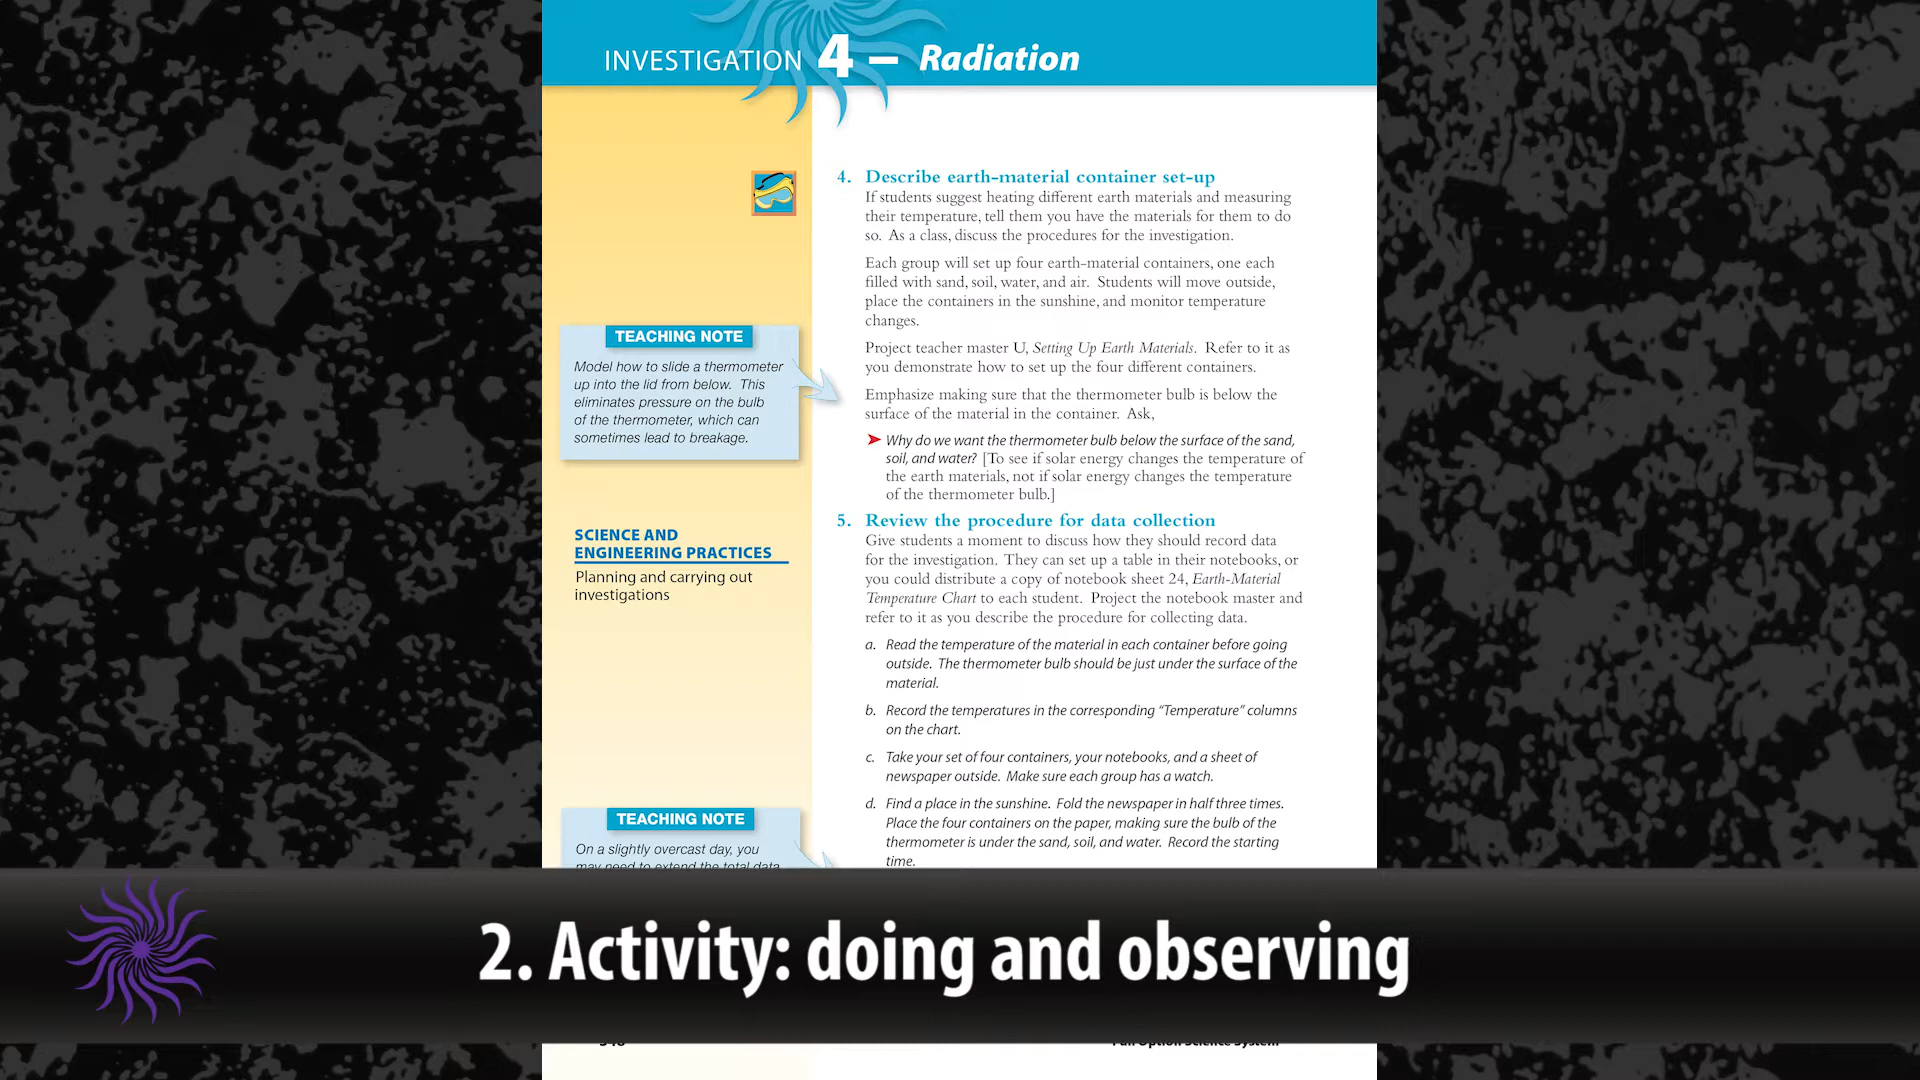 INVESTIGATION 4 — Radiation
4. Describe earth-material container set-up
If students suggest heating different earth materials and measuring
their temperature, tell them you have the materials for them to do
so. As a class, discuss the procedures for the investigation.
Each group will set up four earth-material containers, one each
filled with sand, soil, water, and air. Students will move outside,
place the containers in the sunshine, and monitor temperature
changes.
Project teacher master U, Setting Up Earth Materials. Refer to it as
you demonstrate how to set up the four different containers.
Emphasize making sure that the thermometer bulb is below the
surface of the material in the container. Ask,
➤ Why do we want the thermometer bulb below the surface of the sand,
soil, and water? [To see if solar energy changes the temperature of
the earth materials, not if solar energy changes the temperature
of the thermometer bulb.]
TEACHING NOTE
Model how to slide a thermometer
up into the lid from below. This
eliminates pressure on the bulb
of the thermometer, which can
sometimes lead to breakage.
5. Review the procedure for data collection
Give students a moment to discuss how they should record data
for the investigation. They can set up a table in their notebooks, or
you could distribute a copy of notebook sheet 24, Earth-Material
Temperature Chart to each student. Project the notebook master and
refer to it as you describe the procedure for collecting data.
SCIENCE AND
ENGINEERING PRACTICES
Planning and carrying out
investigations
a. Read the temperature of the material in each container before going
outside. The thermometer bulb should be just under the surface of the
material.
b. Record the temperatures in the corresponding “Temperature” columns
on the chart.
c. Take your set of four containers, your notebooks, and a sheet of
newspaper outside. Make sure each group has a watch.
d. Find a place in the sunshine. Fold the newspaper in half three times.
Place the four containers on the paper, making sure the bulb of the
thermometer is under the sand, soil, and water. Record the starting
time.
TEACHING NOTE
On a slightly overcast day, you
may need to extend the total data
2. Activity: doing and observing
Full Option Science System